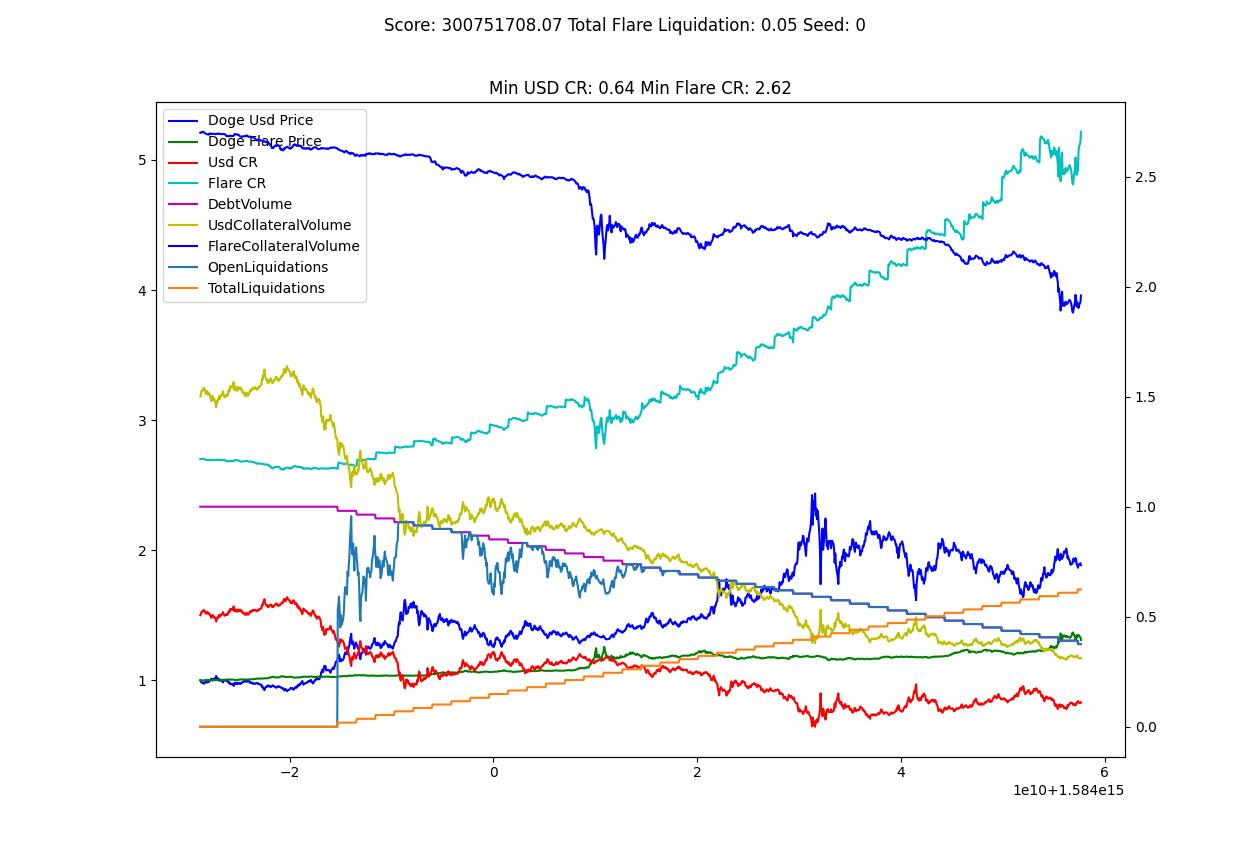 Score: 300751708.07 Total Flare Liquidation: 0.05 Seed: 0
Min USD CR: 0.64 Min Flare CR: 2.62
Doge Usd Price
Doge Flare Price
Usd CR
Flare CR
DebtVolume
UsdCollateralVolume
FlareCollateralVolume
OpenLiquidations
TotalLiquidations
5
4
3
2
1
2.5
2.0
1.5
1.0
0.5
0.0
−2
0
2
4
6
1e10+1.584e15